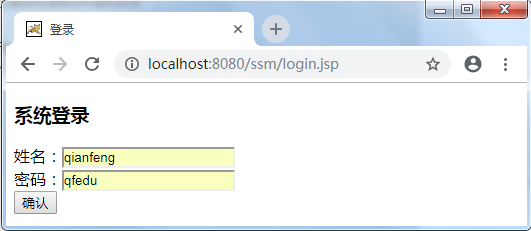 登录
localhost:8080/ssm/login.jsp
系统登录
姓名：qianfeng
密码：qfedu
确认